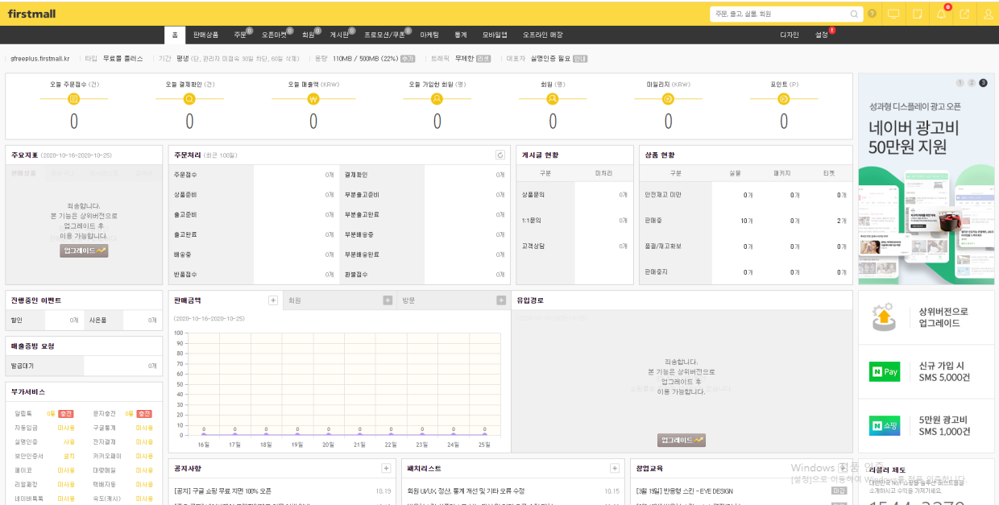 firstmall
주문, 출고, 실물, 회원
8
홈 판매상품 주문 0 오픈마켓 0 회원 0 게시판 0 프로모션/쿠폰 0 마케팅 통계 모바일앱 오프라인 매장 디자인 설정 !
gfreeplus.firstmall.kr 타입 무료몰 플러스 기간 평생 (단, 관리자 미접속 30일 차단, 60일 삭제) 용량 110MB / 500MB (22%) 추가 트래픽 무제한 리셋 대표자 실명인증 필요 안내
오늘 주문접수 (건) 오늘 결제확인 (건) 오늘 매출액 (KRW) 오늘 가입한 회원 (명) 회원 (명) 마일리지 (KRW) 포인트 (P)
0 0 0 0 0 0 0
1 2 3
성과형 디스플레이 광고 오픈
네이버 광고비
50만원 지원
주요지표 (2020-10-16~2020-10-25)
판매상품
죄송합니다.
본 기능은 상위버전으로
업그레이드 후
이용 가능합니다.
업그레이드
주문처리 (최근 100일)
주문접수 0개 결제확인 0개
상품준비 0개 부분출고준비 0개
출고준비 0개 부분출고완료 0개
출고완료 0개 부분배송중 0개
배송중 0개 부분배송완료 0개
반품접수 0개 환불접수 0개
게시글 현황
구분 미처리
상품문의 0개
1:1문의 0개
고객상담 0개
상품 현황
구분 실물 패키지 티켓
안전재고 미만 0개 0개 0개
판매중 10개 0개 2개
품절/재고확보 0개 0개 0개
판매중지 0개 0개 0개
진행중인 이벤트
할인 0개 사은품 0개
매출증빙 요청
발급대기 0개
부가서비스
알림톡 0통 충전 문자충전 0통 충전
자동입금 미사용 구글통계 미사용
실명인증 사용 전자결제 미사용
보안인증서 설치 카카오페이 미사용
페이코 미사용 대량메일 미사용
리얼패킹 미사용 택배자동 미사용
네이버톡톡 미사용 속도(캐시) 미사용
판매금액 회원 방문
(2020-10-16~2020-10-25)
100
90
80
70
60
50
40
30
20
10
0
0 0 0 0 0 0 0 0 0 0
16일 17일 18일 19일 20일 21일 22일 23일 24일 25일
유입경로
죄송합니다.
본 기능은 상위버전으로
업그레이드 후
이용 가능합니다.
업그레이드
상위버전으로
업그레이드
N Pay
신규 가입 시
SMS 5,000건
N 쇼핑
5만원 광고비
SMS 1,000건
공지사항
[공지] 구글 쇼핑 무료 지면 100% 오픈 10.19
패치리스트
회원 UI/UX, 정산, 통계 개선 및 기타 오류 수정 10.15
창업교육
[3월 19일] 반응형 스킨 - EYE DESIGN 마감
리셀러 제도
대한민국 No.1 쇼핑몰 솔루션 퍼스트몰을
소개하시고 수익을 가져가세요.
1544-3270
Windows 정품 인증
[설정]으로 이동하여 Windows를 정품 인증합니다.